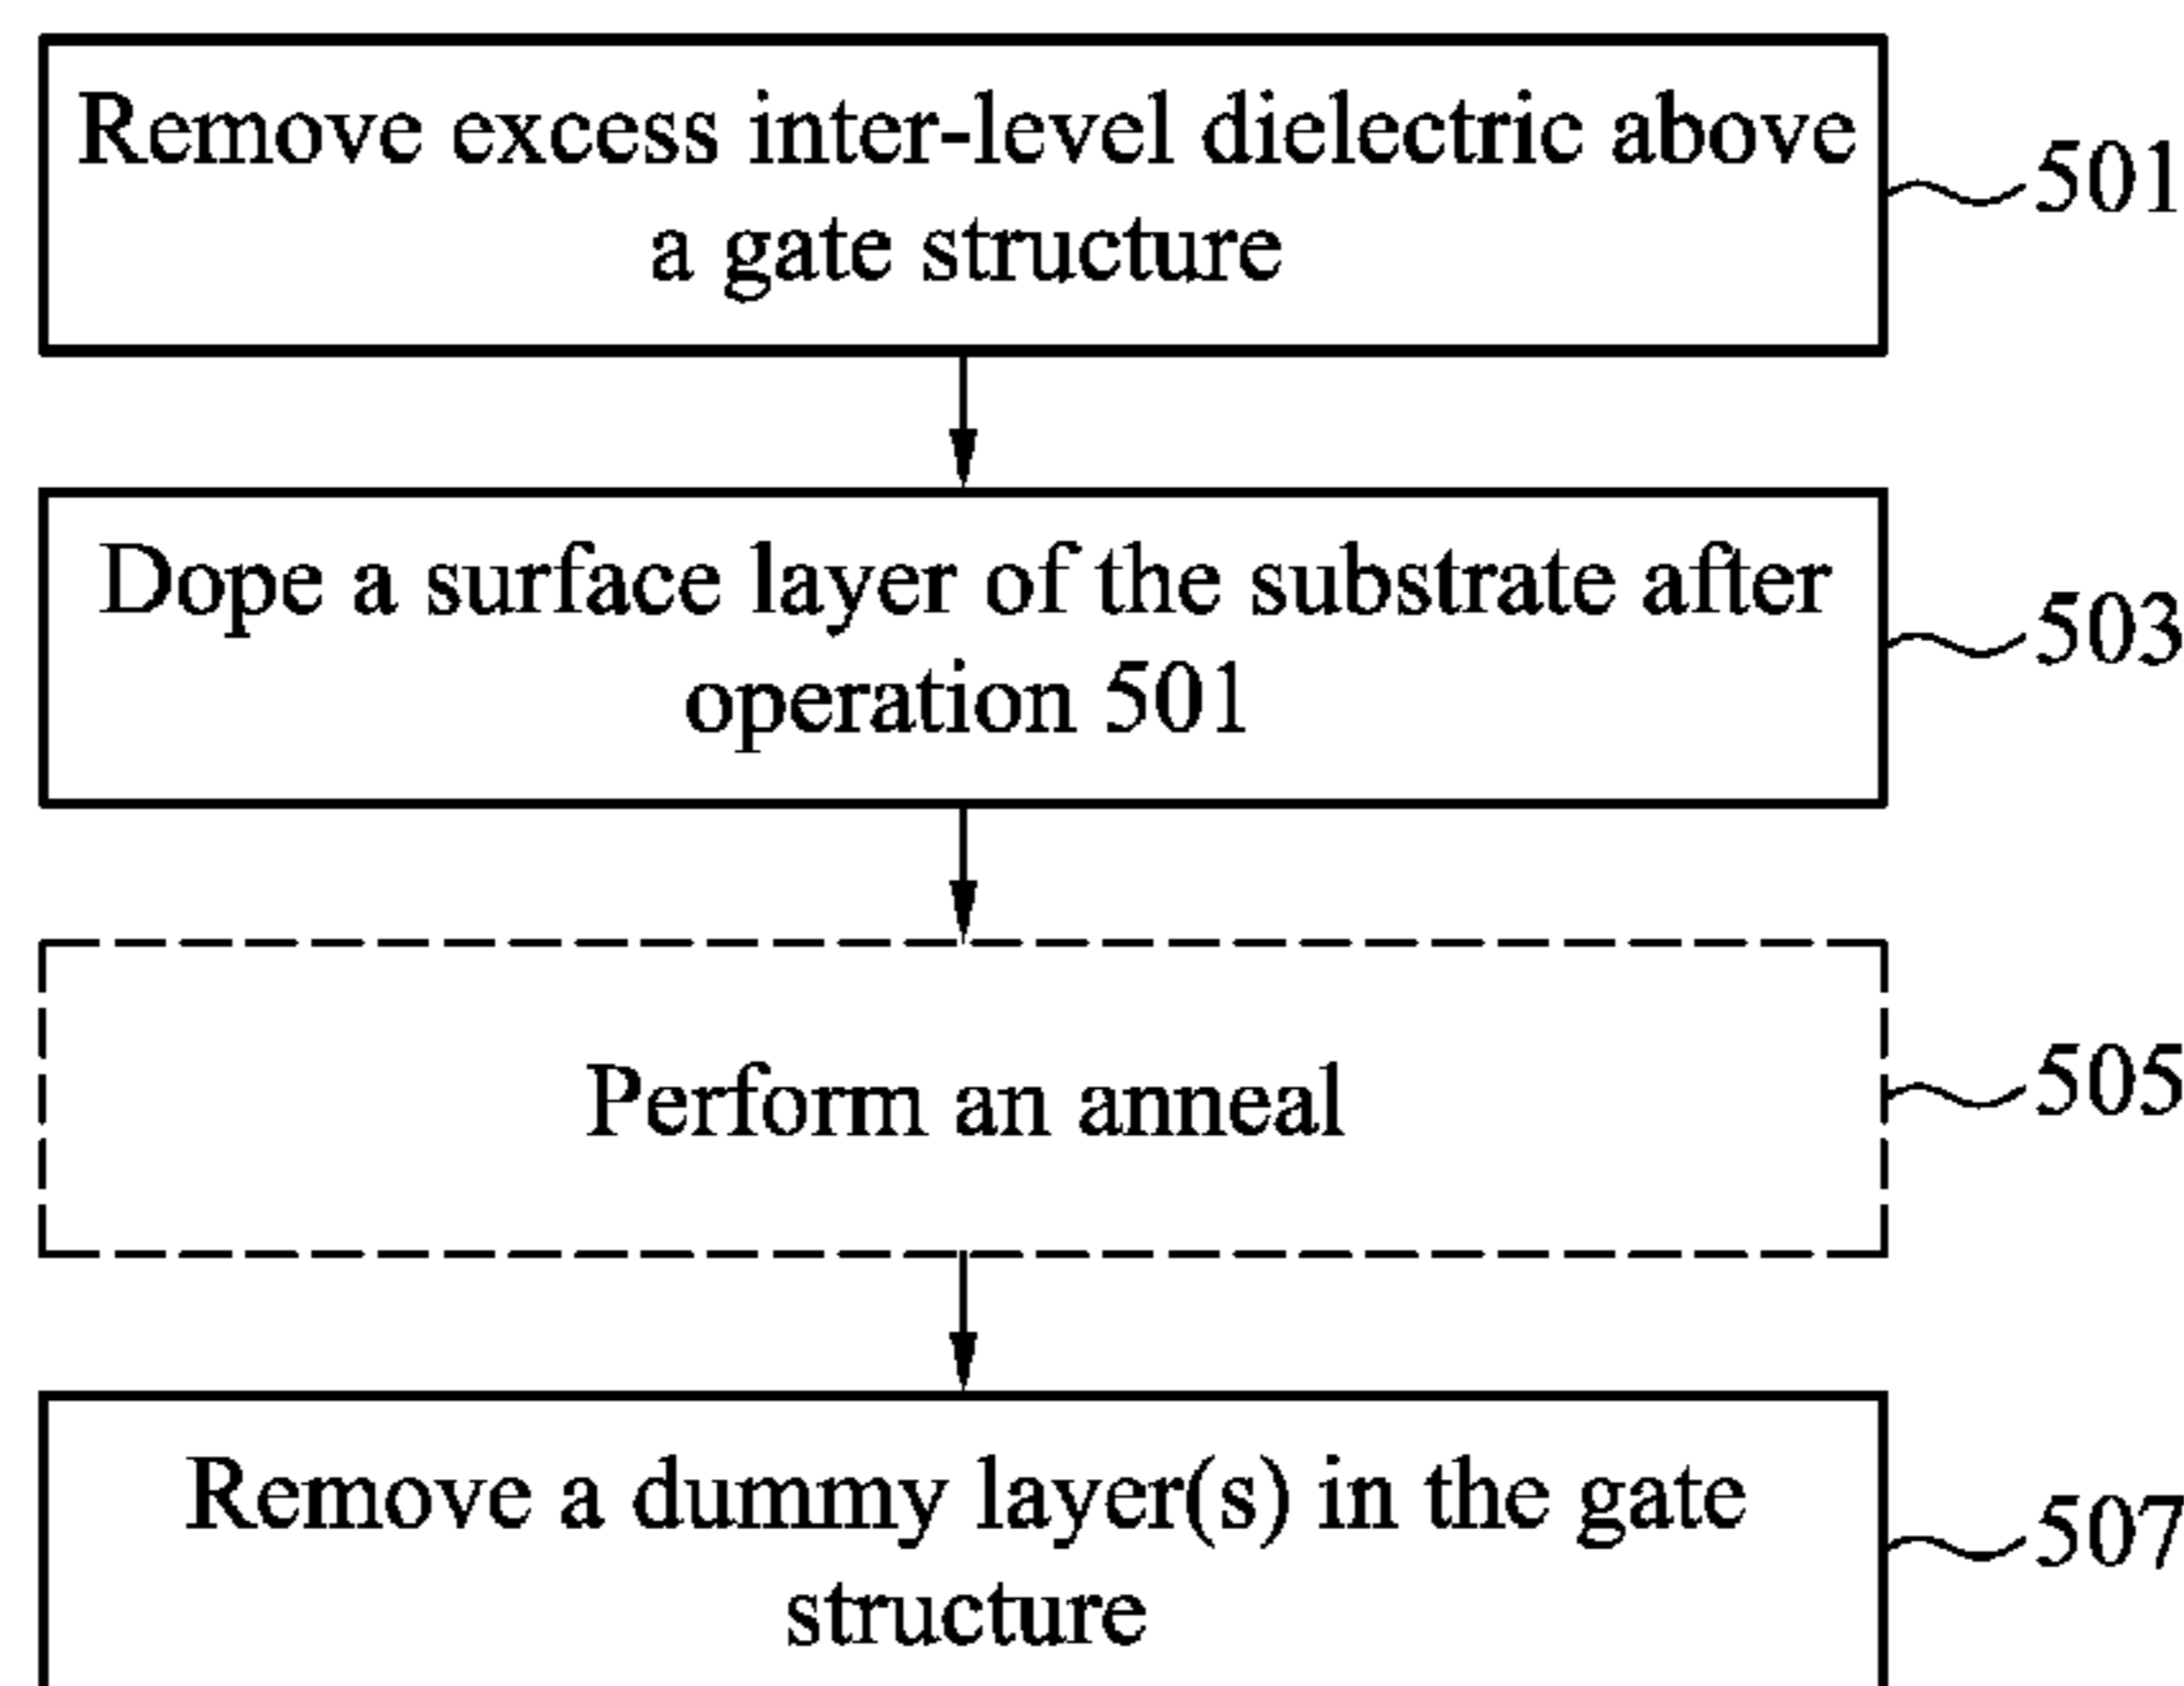 Remove excess inter-level dielectric above
a gate structure
501
Dope a surface layer of the substrate after
operation 501
503
Perform an anneal
505
Remove a dummy layer(s) in the gate
structure
507